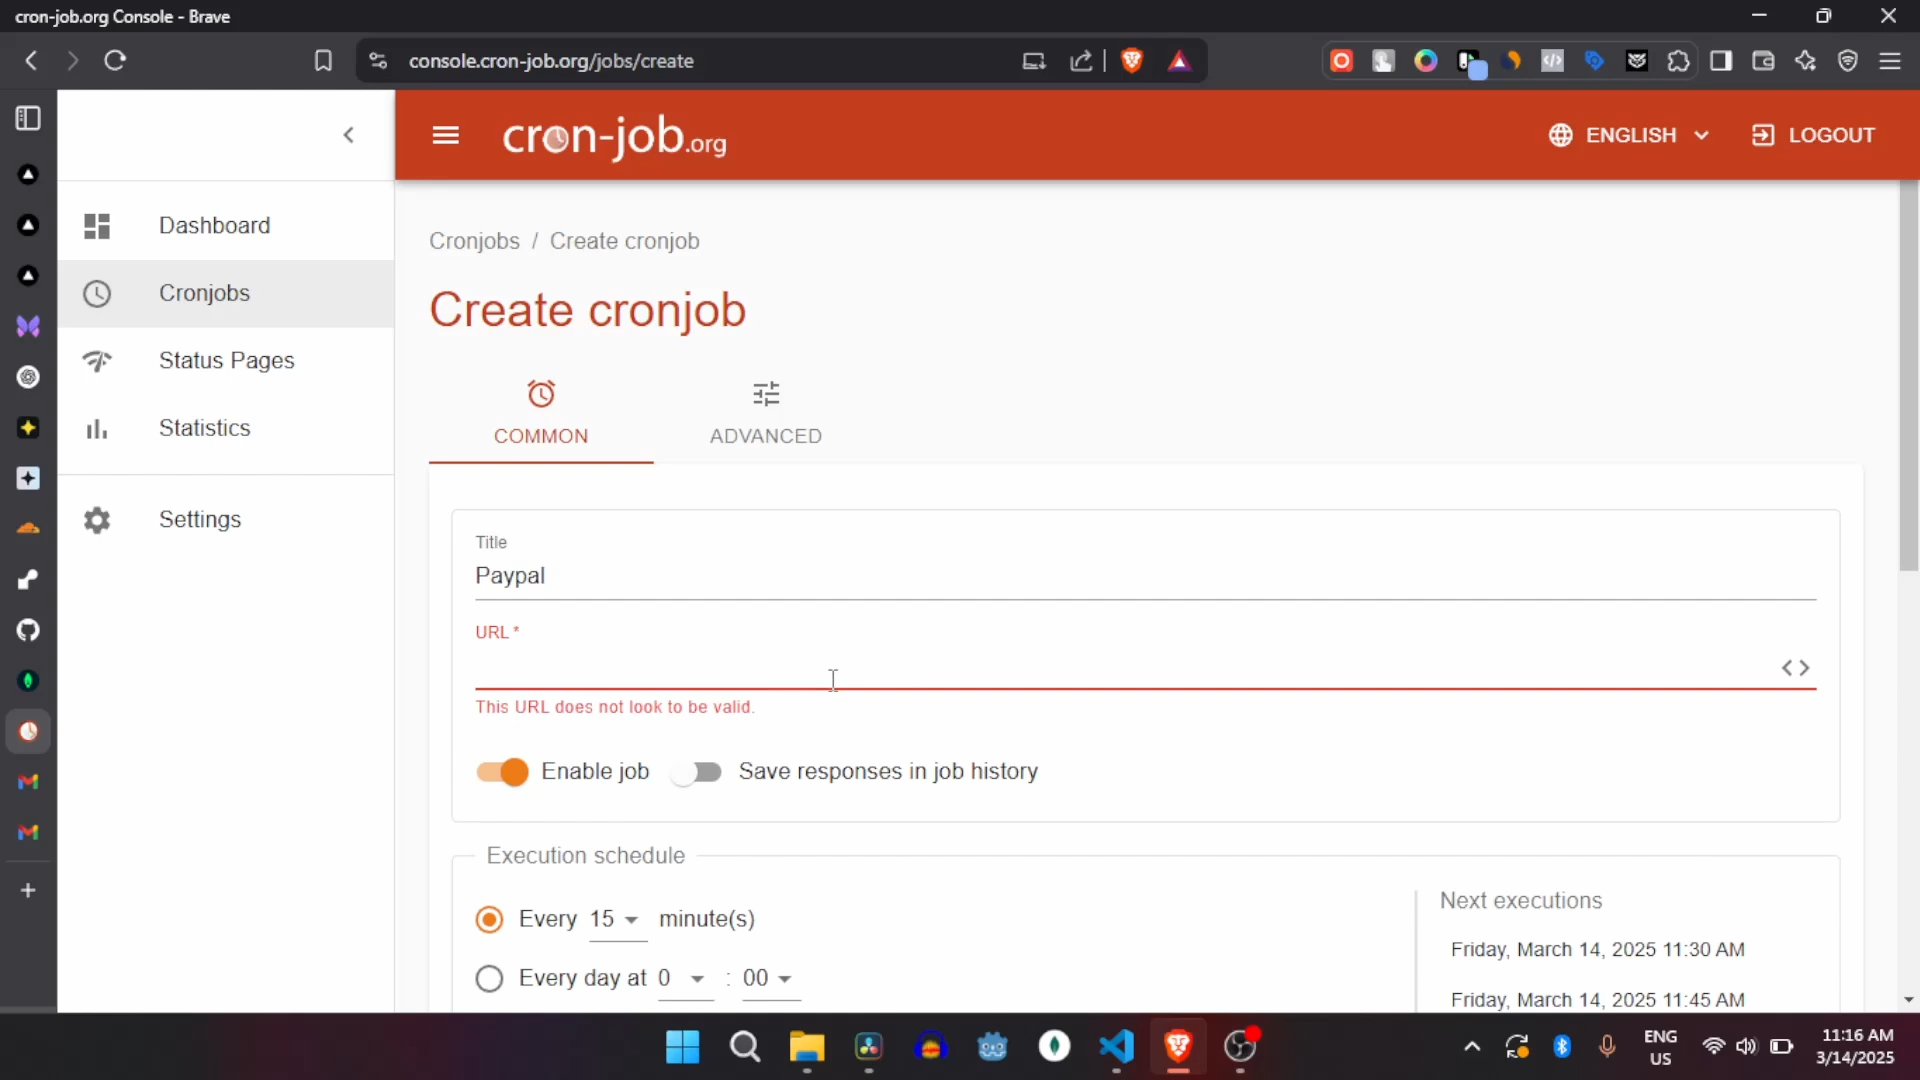 cron-job.org Console - Brave
console.cron-job.org/jobs/create
cron-job.org
ENGLISH
LOGOUT
Dashboard
Cronjobs
Status Pages
Statistics
Settings
Cronjobs / Create cronjob
Create cronjob
COMMON
ADVANCED
Title
Paypal
URL *
This URL does not look to be valid.
Enable job
Save responses in job history
Execution schedule
Every 15 minute(s)
Every day at 0 : 00
Next executions
Friday, March 14, 2025 11:30 AM
Friday, March 14, 2025 11:45 AM
ENG
US
11:16 AM
3/14/2025